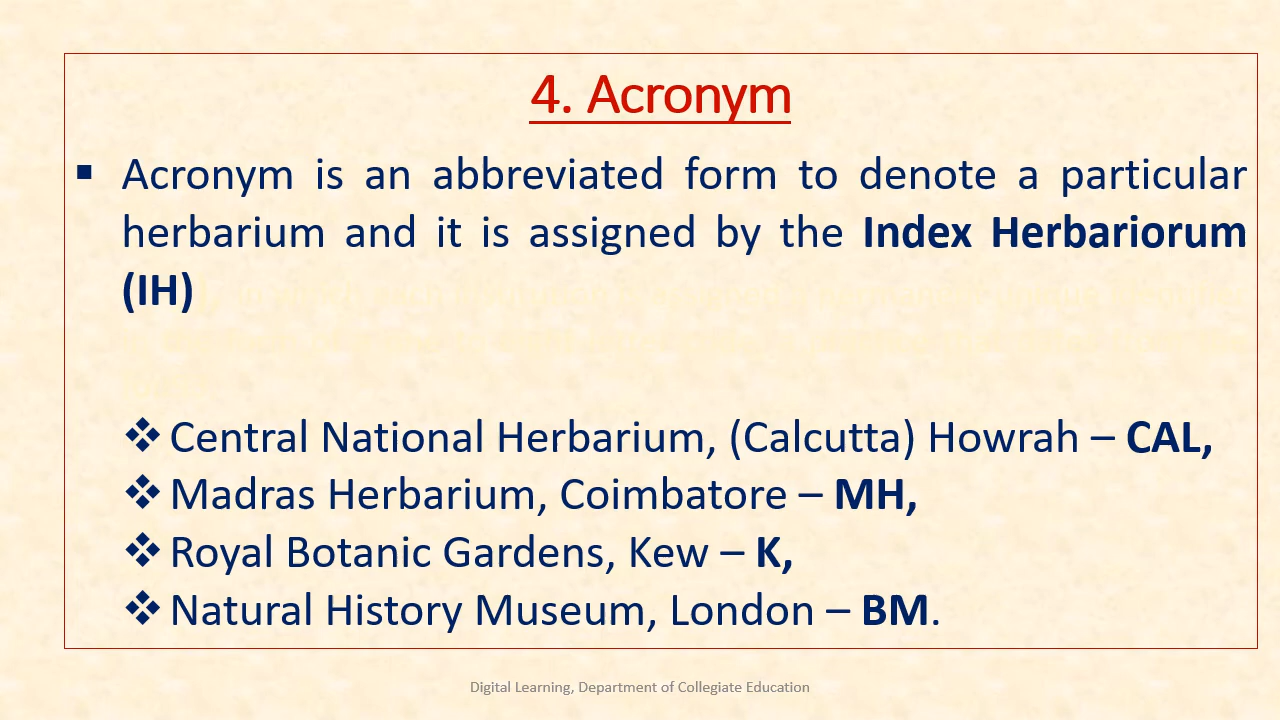 4. Acronym
▪ Acronym is an abbreviated form to denote a particular
herbarium and it is assigned by the Index Herbariorum
(IH)
❖ Central National Herbarium, (Calcutta) Howrah – CAL,
❖ Madras Herbarium, Coimbatore – MH,
❖ Royal Botanic Gardens, Kew – K,
❖ Natural History Museum, London – BM.
Digital Learning, Department of Collegiate Education